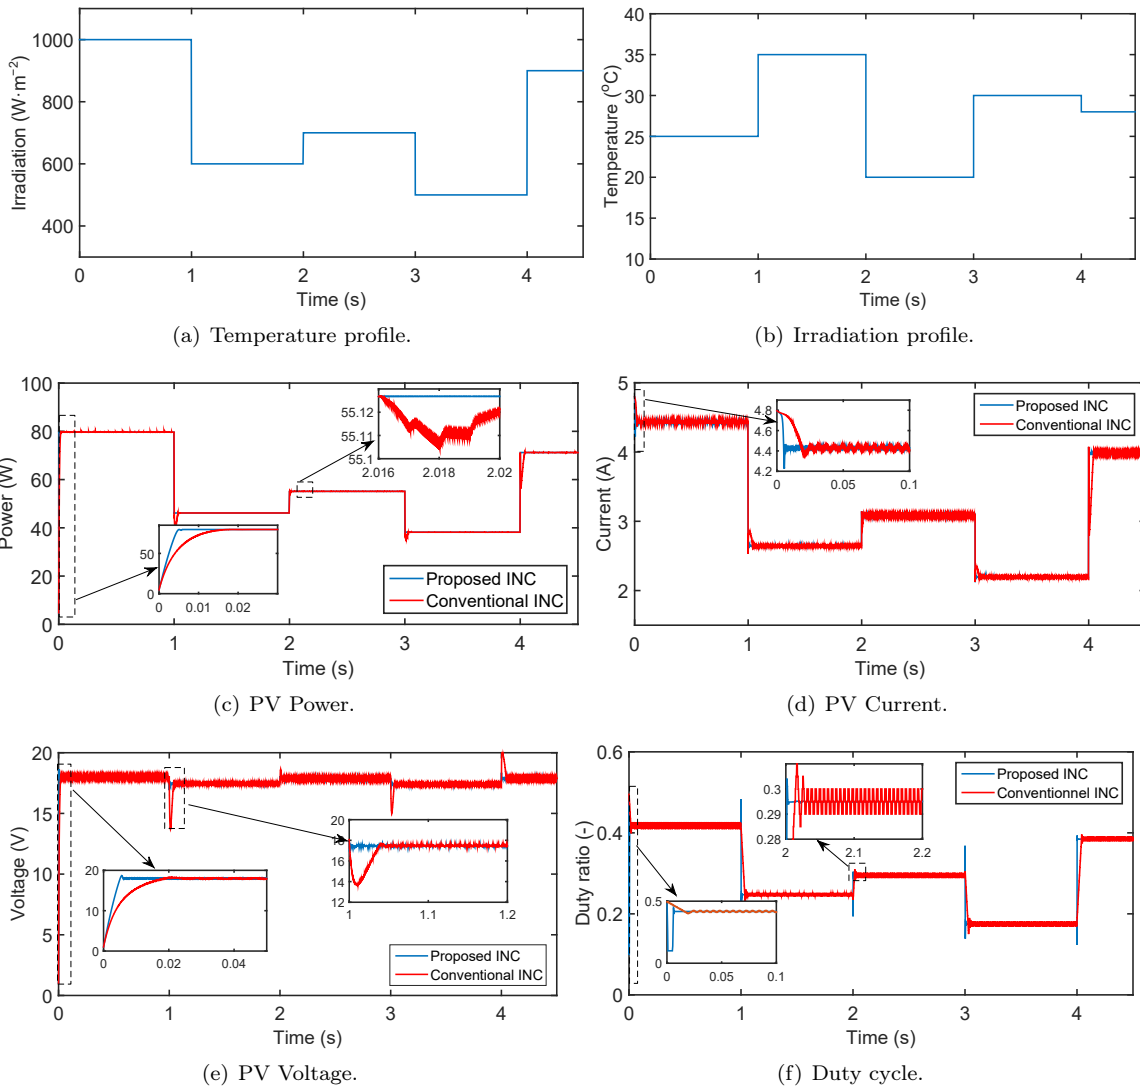 1000
800
600
400
Irradiation (W·m⁻²)
0 1 2 3 4
Time (s)
(a) Temperature profile.
40
35
30
25
20
15
10
Temperature (°C)
0 1 2 3 4
Time (s)
(b) Irradiation profile.
100
80
60
40
20
0
Power (W)
55.12
55.11
55.1
2.016 2.018 2.02
50
0
0 0.01 0.02
Proposed INC
Conventional INC
0 1 2 3 4
Time (s)
(c) PV Power.
5
4
3
2
Current (A)
4.8
4.6
4.4
4.2
0 0.05 0.1
Proposed INC
Conventional INC
0 1 2 3 4
Time (s)
(d) PV Current.
20
15
10
5
0
Voltage (V)
18
16
14
12
1 1.1 1.2
20
10
0
0 0.02 0.04
Proposed INC
Conventional INC
0 1 2 3 4
Time (s)
(e) PV Voltage.
0.6
0.4
0.2
0
Duty ratio (-)
0.3
0.29
0.28
2 2.1 2.2
Proposed INC
Conventionnel INC
0.5
0
0 0.05 0.1
0 1 2 3 4
Time (s)
(f) Duty cycle.